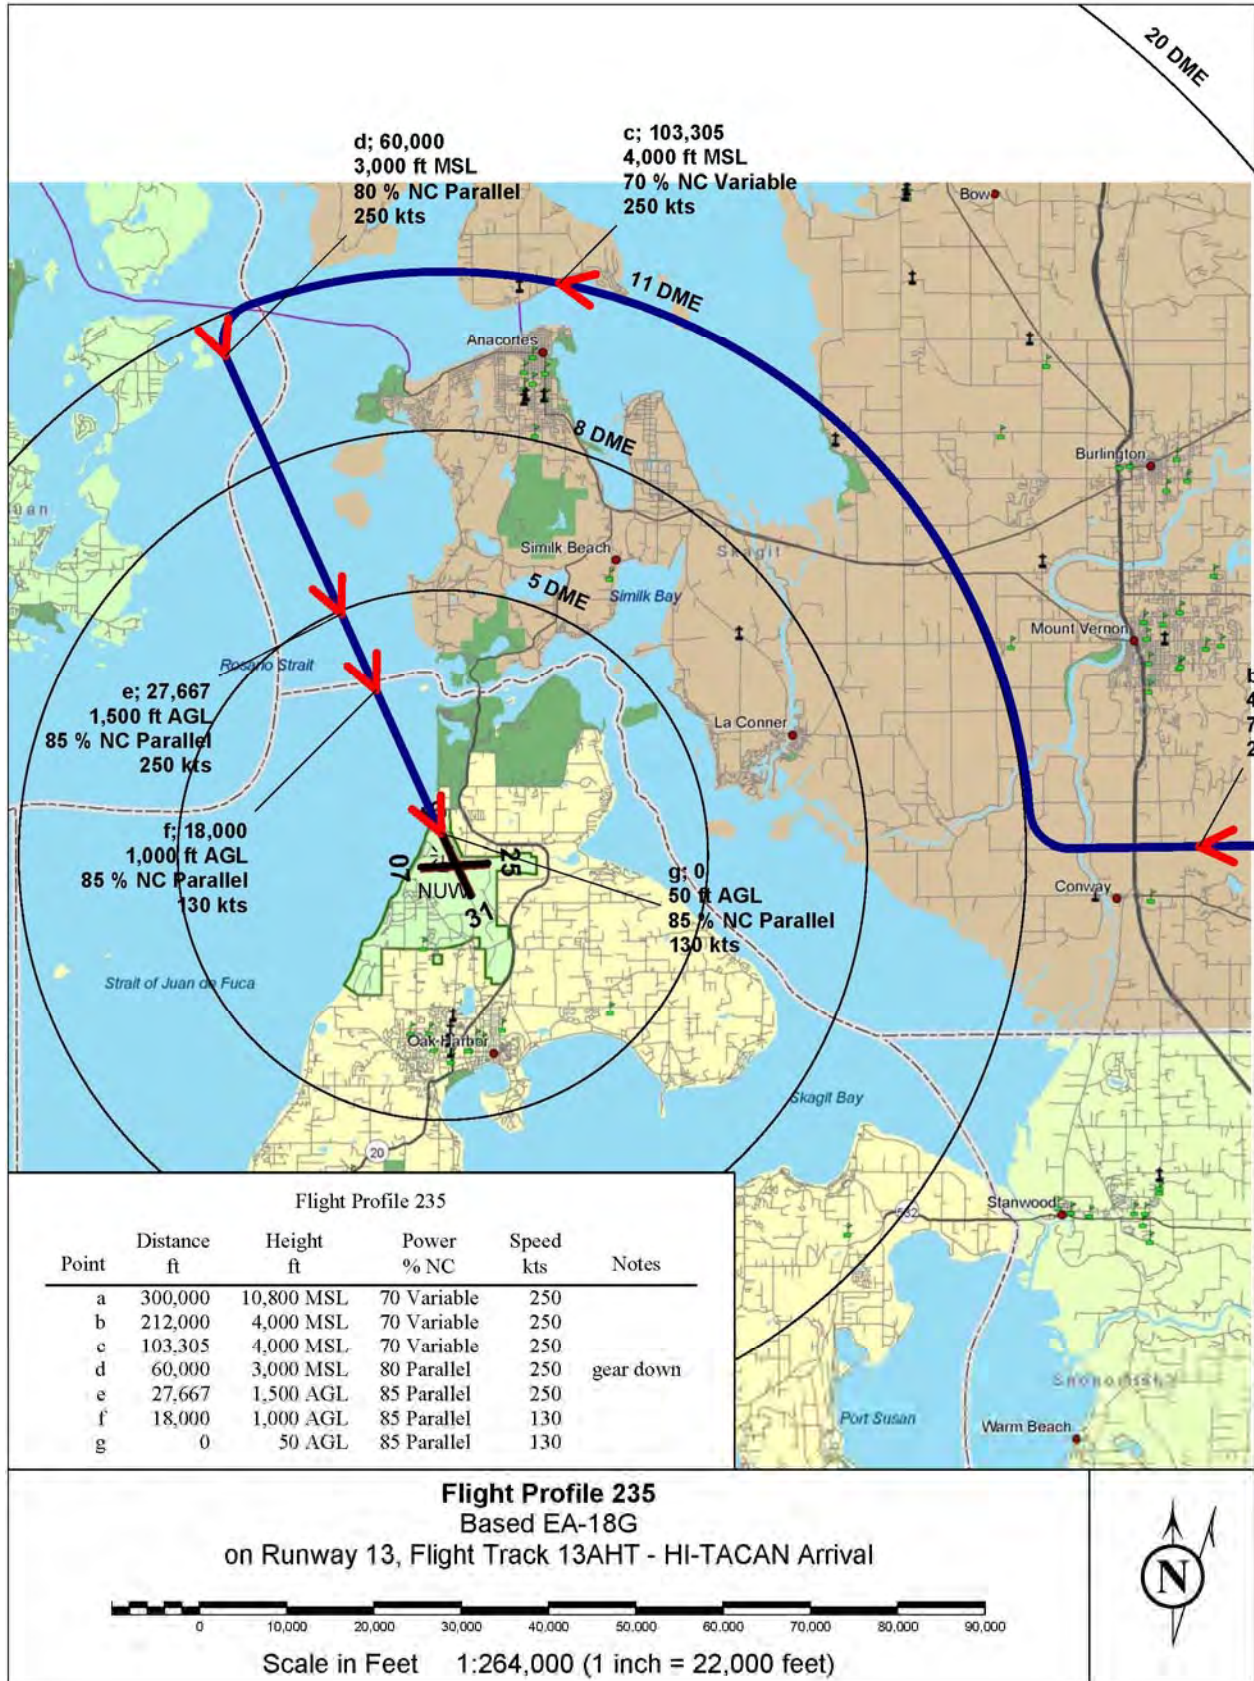 20 DME
d; 60,000
3,000 ft MSL
80 % NC Parallel
250 kts
c; 103,305
4,000 ft MSL
70 % NC Variable
250 kts
Bow
11 DME
Anacortes
8 DME
Burlington
Similk Beach
Skagit
5 DME
Similk Bay
Mount Vernon
Rosario Strait
e; 27,667
1,500 ft AGL
85 % NC Parallel
250 kts
b
4
7
2
La Conner
f; 18,000
1,000 ft AGL
85 % NC Parallel
130 kts
07
25
NUW
31
g; 0
50 ft AGL
85 % NC Parallel
130 kts
Conway
Strait of Juan de Fuca
Oak Harbor
Skagit Bay
20
Stanwood
532
Snohomish
Port Susan
Warm Beach
Flight Profile 235
Point Distance ft Height ft Power % NC Speed kts Notes
a 300,000 10,800 MSL 70 Variable 250
b 212,000 4,000 MSL 70 Variable 250
c 103,305 4,000 MSL 70 Variable 250
d 60,000 3,000 MSL 80 Parallel 250 gear down
e 27,667 1,500 AGL 85 Parallel 250
f 18,000 1,000 AGL 85 Parallel 130
g 0 50 AGL 85 Parallel 130
Flight Profile 235
Based EA-18G
on Runway 13, Flight Track 13AHT - HI-TACAN Arrival
0 10,000 20,000 30,000 40,000 50,000 60,000 70,000 80,000 90,000
Scale in Feet 1:264,000 (1 inch = 22,000 feet)
N